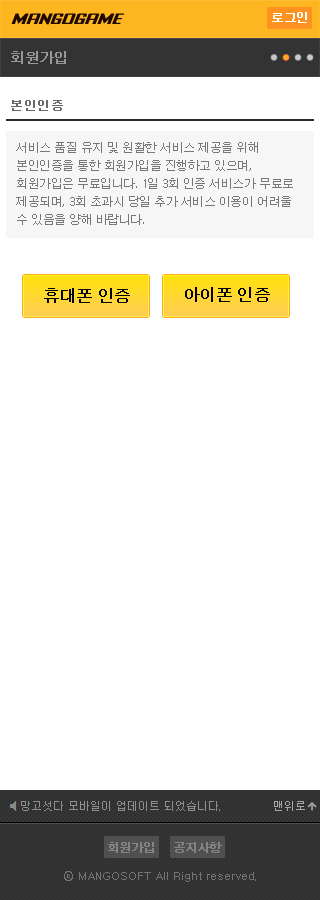 MANGOGAME
로그인
회원가입
본인인증
서비스 품질 유지 및 원활한 서비스 제공을 위해
본인인증을 통한 회원가입을 진행하고 있으며,
회원가입은 무료입니다. 1일 3회 인증 서비스가 무료로
제공되며, 3회 초과시 당일 추가 서비스 이용이 어려울
수 있음을 양해 바랍니다.
휴대폰 인증 아이폰 인증
망고섯다 모바일이 업데이트 되었습니다. 맨위로
회원가입 공지사항
ⓒ MANGOSOFT All Right reserved.